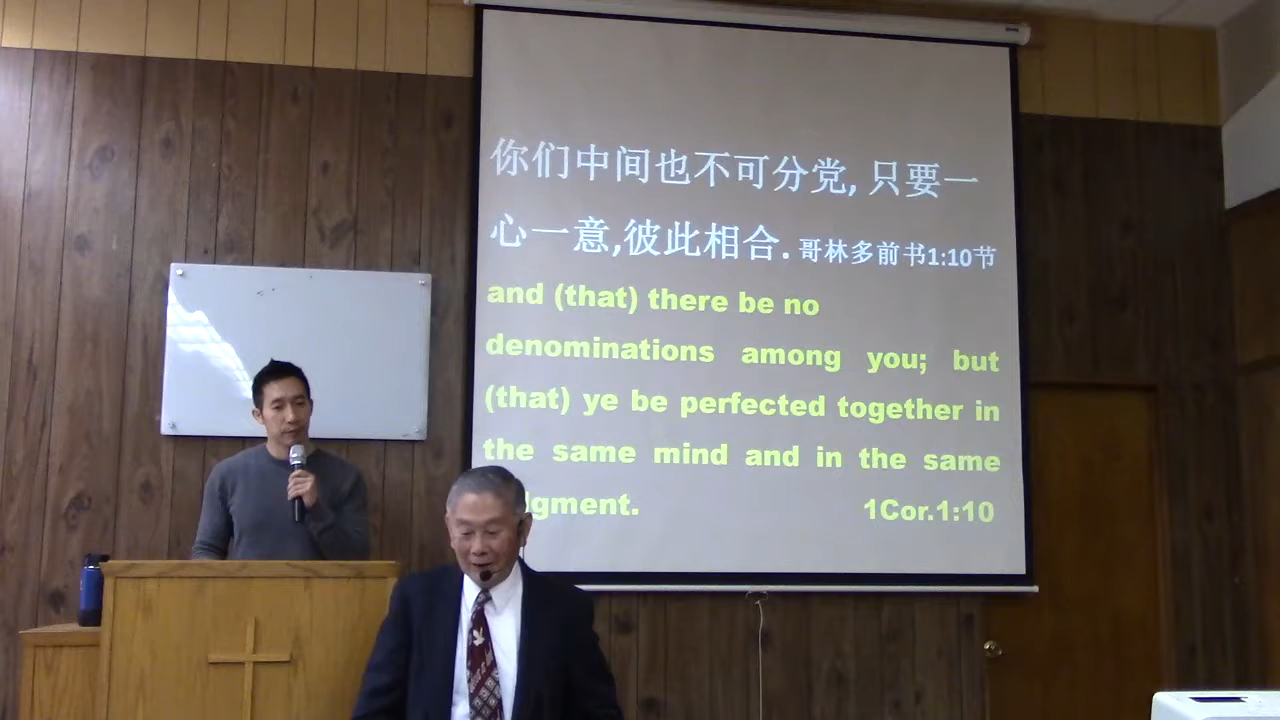 你们中间也不可分党, 只要一
心一意,彼此相合. 哥林多前书1:10节
and (that) there be no
denominations among you; but
(that) ye be perfected together in
the same mind and in the same
1Cor.1:10